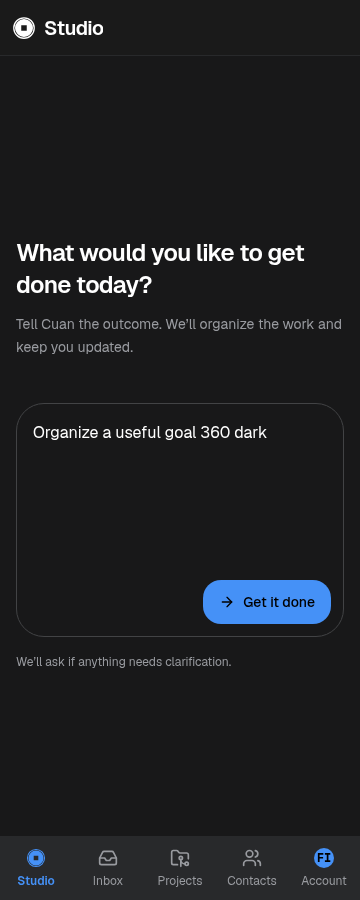 Studio
What would you like to get
done today?
Tell Cuan the outcome. We’ll organize the work and
keep you updated.
Organize a useful goal 360 dark
Get it done
We’ll ask if anything needs clarification.
FI
Studio Inbox Projects Contacts Account